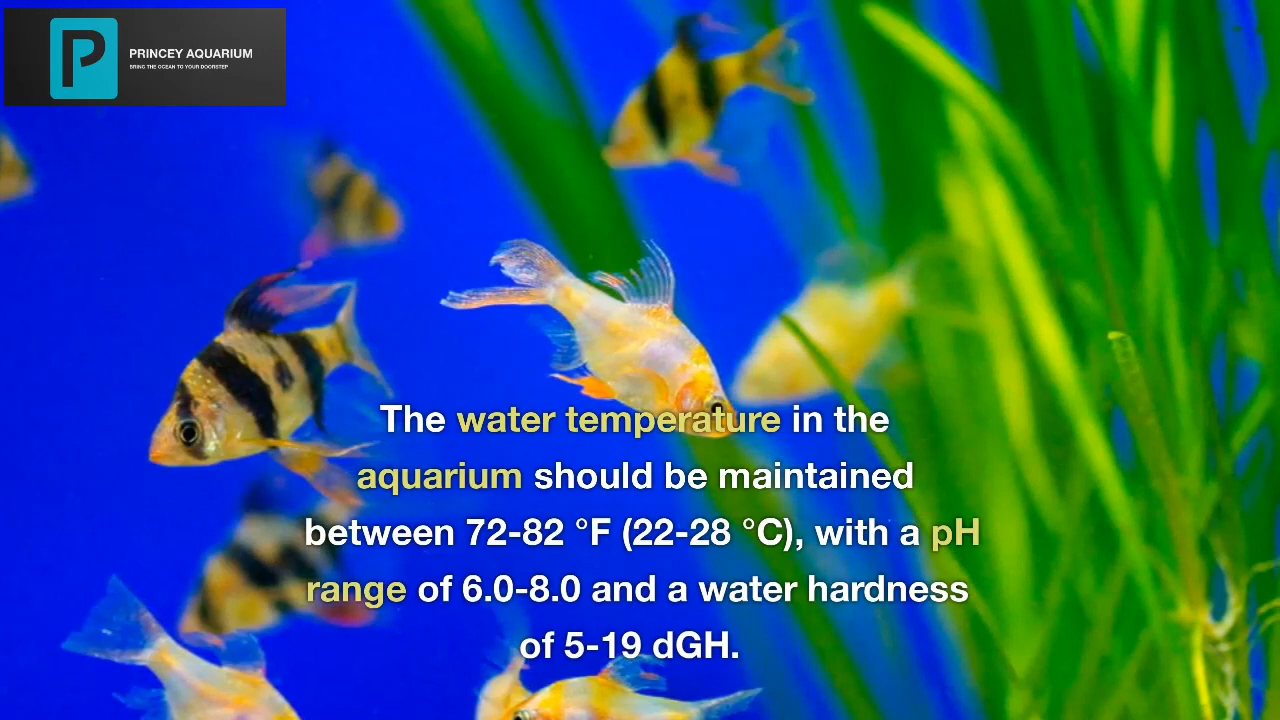 P
PRINCEY AQUARIUM
BRING THE OCEAN TO YOUR DOORSTEP
The water temperature in the
aquarium should be maintained
between 72-82 °F (22-28 °C), with a pH
range of 6.0-8.0 and a water hardness
of 5-19 dGH.